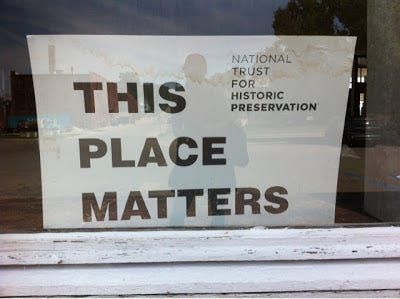 THIS
PLACE
MATTERS
NATIONAL
TRUST
FOR
HISTORIC
PRESERVATION